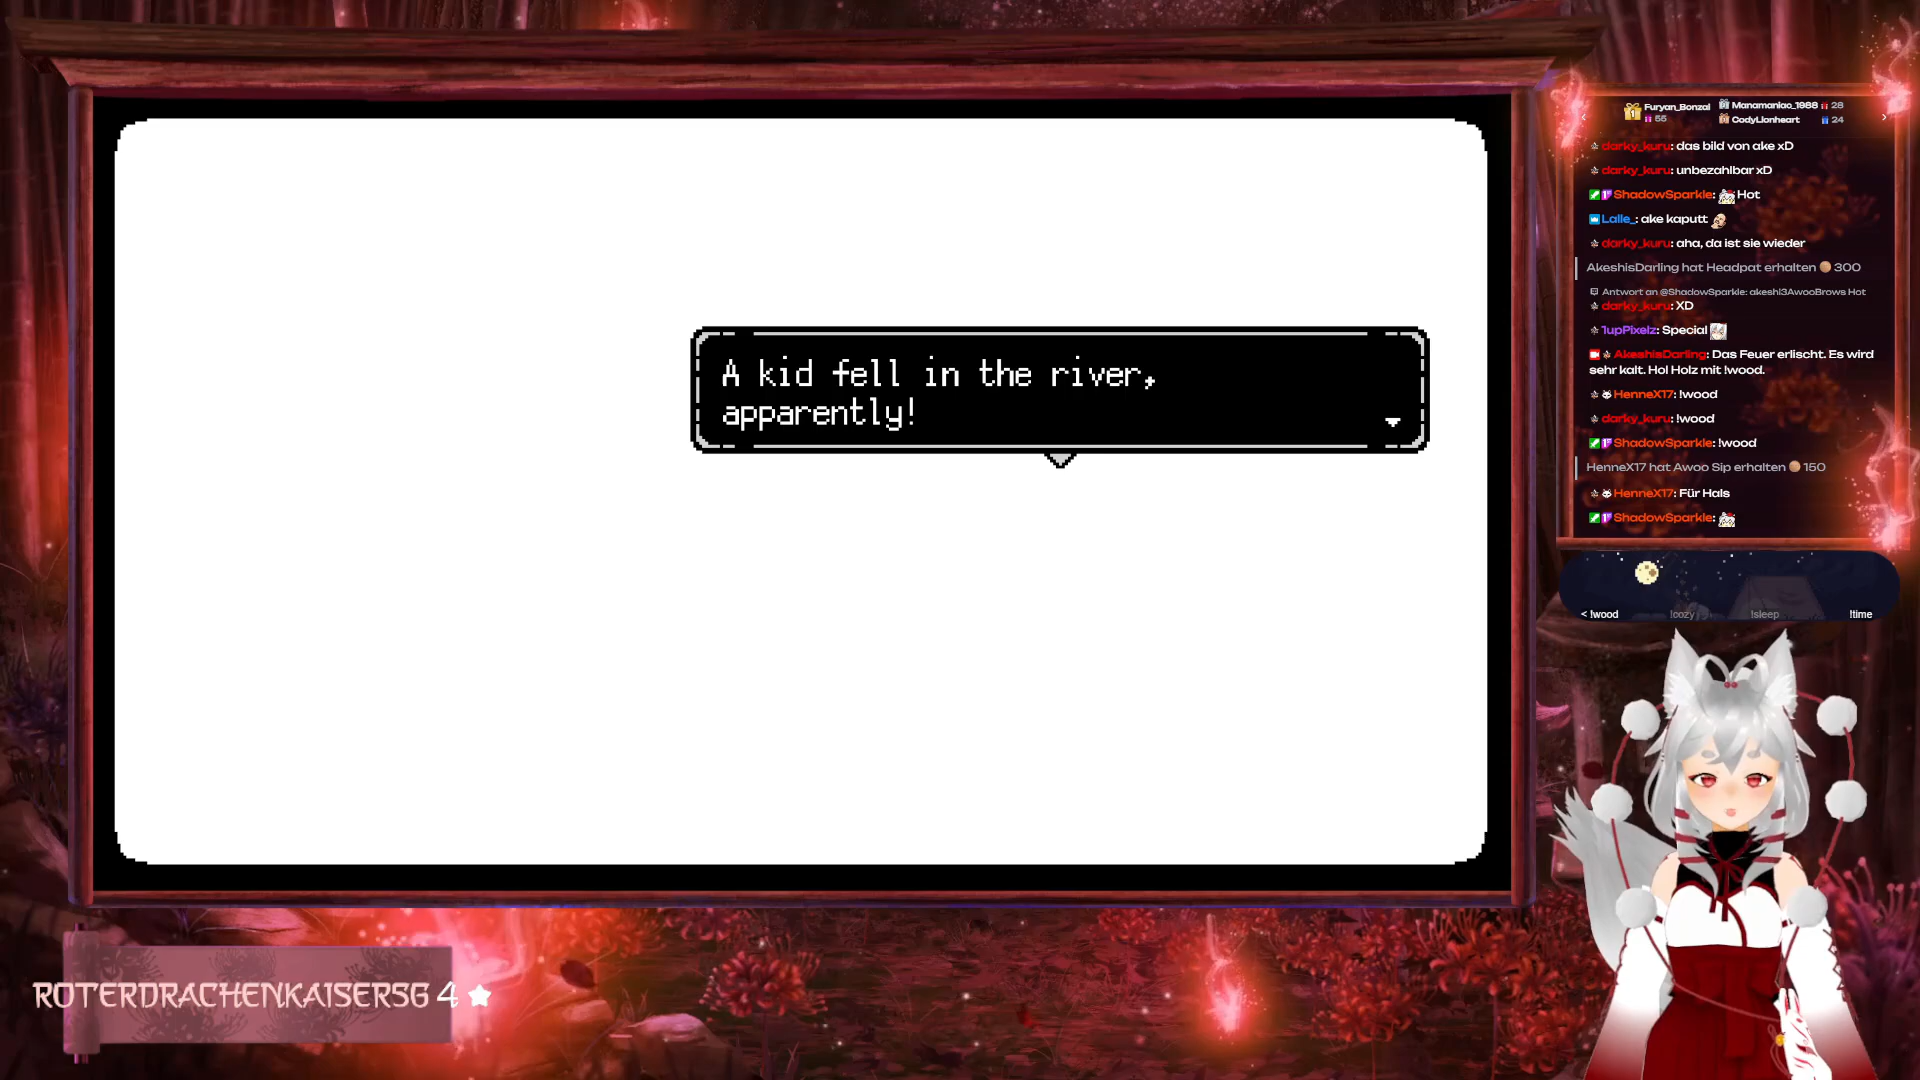 A kid fell in the river,
apparently!
Furyan_Bonzai
55
Manamaniac_1988 28
CodyLionheart 24
darky_kuru: das bild von ake xD
darky_kuru: unbezahlbar xD
ShadowSparkle: Hot
Lalle_: ake kaputt
darky_kuru: aha, da ist sie wieder
AkeshisDarling hat Headpat erhalten 300
Antwort an @ShadowSparkle: akeshi3AwooBrows Hot
darky_kuru: XD
1upPixelz: Special
AkeshisDarling: Das Feuer erlischt. Es wird
sehr kalt. Hol Holz mit !wood.
HenneX17: !wood
darky_kuru: !wood
ShadowSparkle: !wood
HenneX17 hat Awoo Sip erhalten 150
HenneX17: Für Hals
ShadowSparkle:
< !wood !cozy !sleep !time
ROTERDRACHENKAISERSG 4